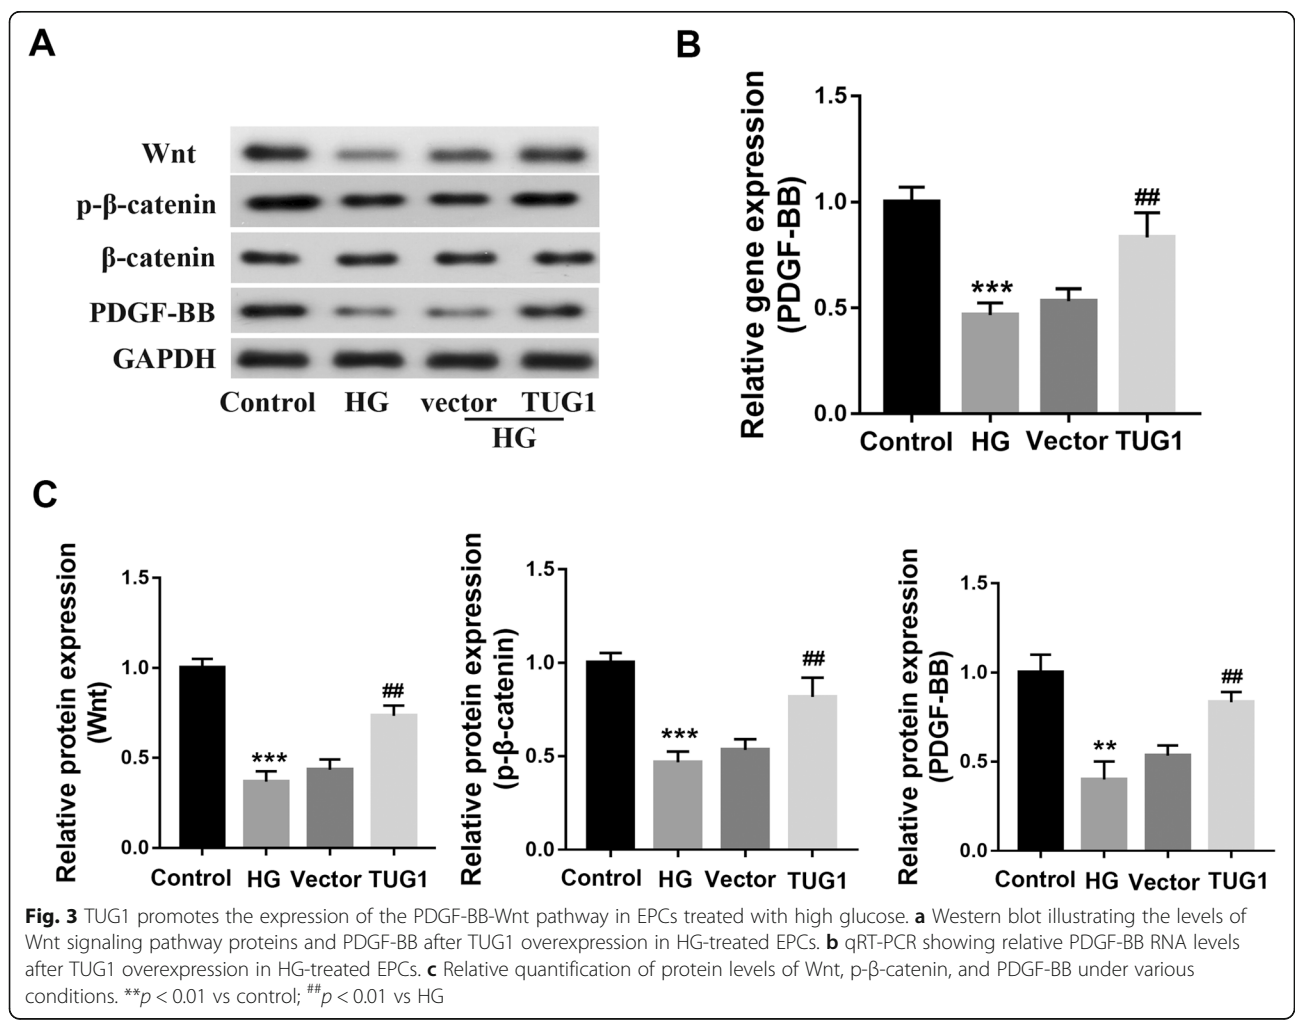 A
Wnt
p-β-catenin
β-catenin
PDGF-BB
GAPDH
Control HG vector TUG1
HG
B
Relative gene expression
(PDGF-BB)
1.5
1.0
0.5
0.0
***
##
Control HG Vector TUG1
C
Relative protein expression
(Wnt)
1.5
1.0
0.5
0.0
***
##
Control HG Vector TUG1
Relative protein expression
(p-β-catenin)
1.5
1.0
0.5
0.0
***
##
Control HG Vector TUG1
Relative protein expression
(PDGF-BB)
1.5
1.0
0.5
0.0
**
##
Control HG Vector TUG1
Fig. 3 TUG1 promotes the expression of the PDGF-BB-Wnt pathway in EPCs treated with high glucose. a Western blot illustrating the levels of
Wnt signaling pathway proteins and PDGF-BB after TUG1 overexpression in HG-treated EPCs. b qRT-PCR showing relative PDGF-BB RNA levels
after TUG1 overexpression in HG-treated EPCs. c Relative quantification of protein levels of Wnt, p-β-catenin, and PDGF-BB under various
conditions. **p < 0.01 vs control; ##p < 0.01 vs HG